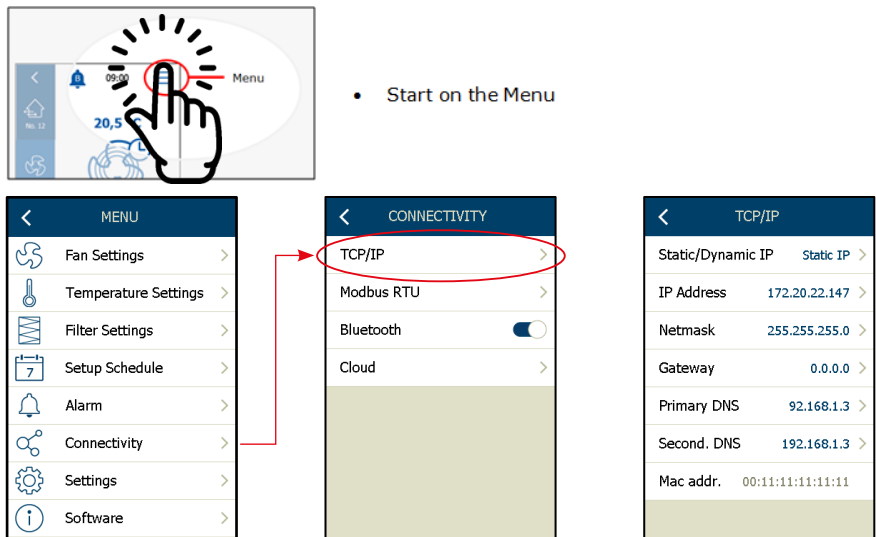 B
09:00
Menu
No. 12
20,5 °C
• Start on the Menu
MENU
Fan Settings
Temperature Settings
Filter Settings
7
Setup Schedule
Alarm
Connectivity
Settings
i
Software
CONNECTIVITY
TCP/IP
Modbus RTU
Bluetooth
Cloud
TCP/IP
Static/Dynamic IP Static IP
IP Address 172.20.22.147
Netmask 255.255.255.0
Gateway 0.0.0.0
Primary DNS 92.168.1.3
Second. DNS 192.168.1.3
Mac addr. 00:11:11:11:11:11